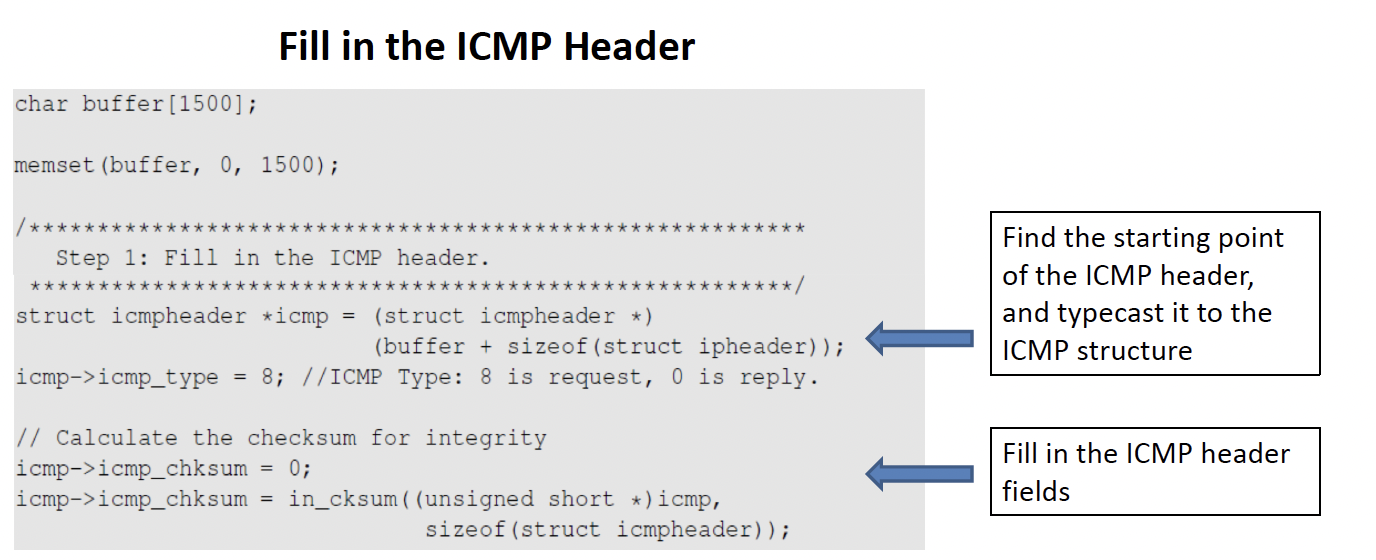 Fill in the ICMP Header
char buffer[1500];
memset(buffer, 0, 1500);
/*********************************************************
Step 1: Fill in the ICMP header.
********************************************************/
struct icmpheader *icmp = (struct icmpheader *)
(buffer + sizeof(struct ipheader));
icmp->icmp_type = 8; //ICMP Type: 8 is request, 0 is reply.
// Calculate the checksum for integrity
icmp->icmp_chksum = 0;
icmp->icmp_chksum = in_cksum((unsigned short *)icmp,
sizeof(struct icmpheader));
Find the starting point
of the ICMP header,
and typecast it to the
ICMP structure
Fill in the ICMP header
fields